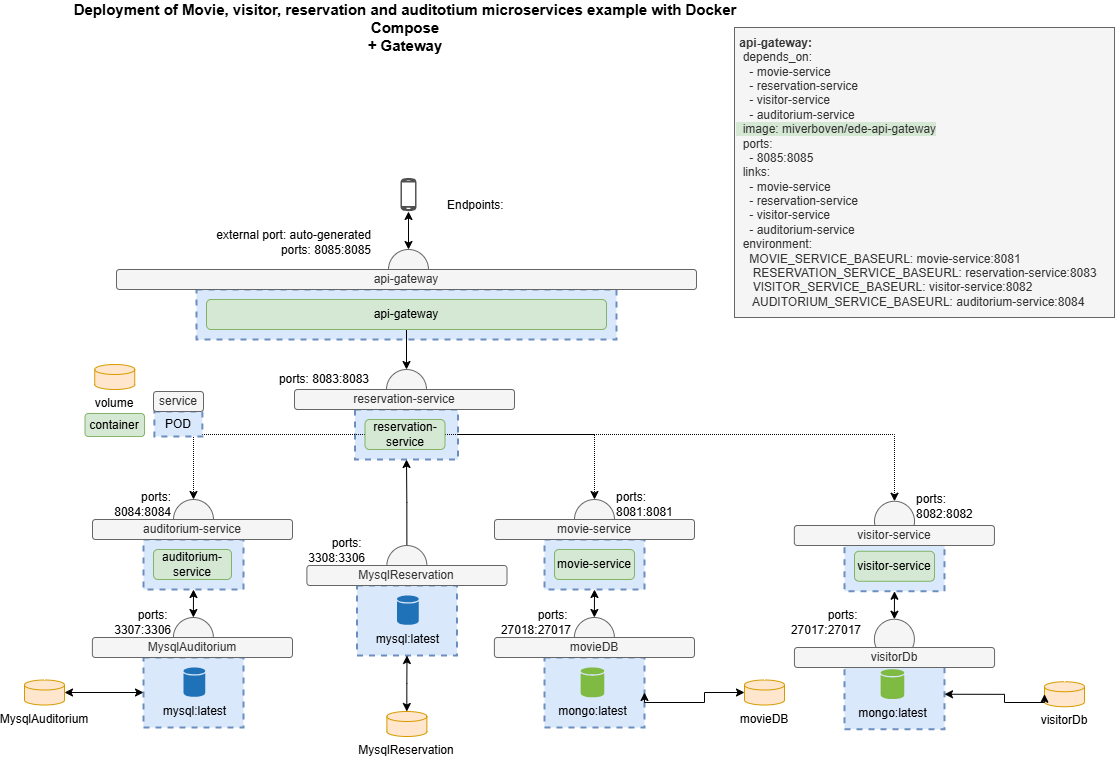 Deployment of Movie, visitor, reservation and auditotium microservices example with Docker
Compose
+ Gateway
api-gateway:
depends_on:
- movie-service
- reservation-service
- visitor-service
- auditorium-service
image: miverboven/ede-api-gateway
ports:
- 8085:8085
links:
- movie-service
- reservation-service
- visitor-service
- auditorium-service
environment:
MOVIE_SERVICE_BASEURL: movie-service:8081
RESERVATION_SERVICE_BASEURL: reservation-service:8083
VISITOR_SERVICE_BASEURL: visitor-service:8082
AUDITORIUM_SERVICE_BASEURL: auditorium-service:8084
Endpoints:
external port: auto-generated
ports: 8085:8085
api-gateway
api-gateway
volume
container
service
POD
ports: 8083:8083
reservation-service
reservation-
service
ports:
8084:8084
auditorium-service
auditorium-
service
ports:
3307:3306
MysqlAuditorium
mysql:latest
MysqlAuditorium
ports:
3308:3306
MysqlReservation
mysql:latest
MysqlReservation
ports:
8081:8081
movie-service
movie-service
ports:
27018:27017
movieDB
mongo:latest
movieDB
ports:
8082:8082
visitor-service
visitor-service
ports:
27017:27017
visitorDb
mongo:latest
visitorDb